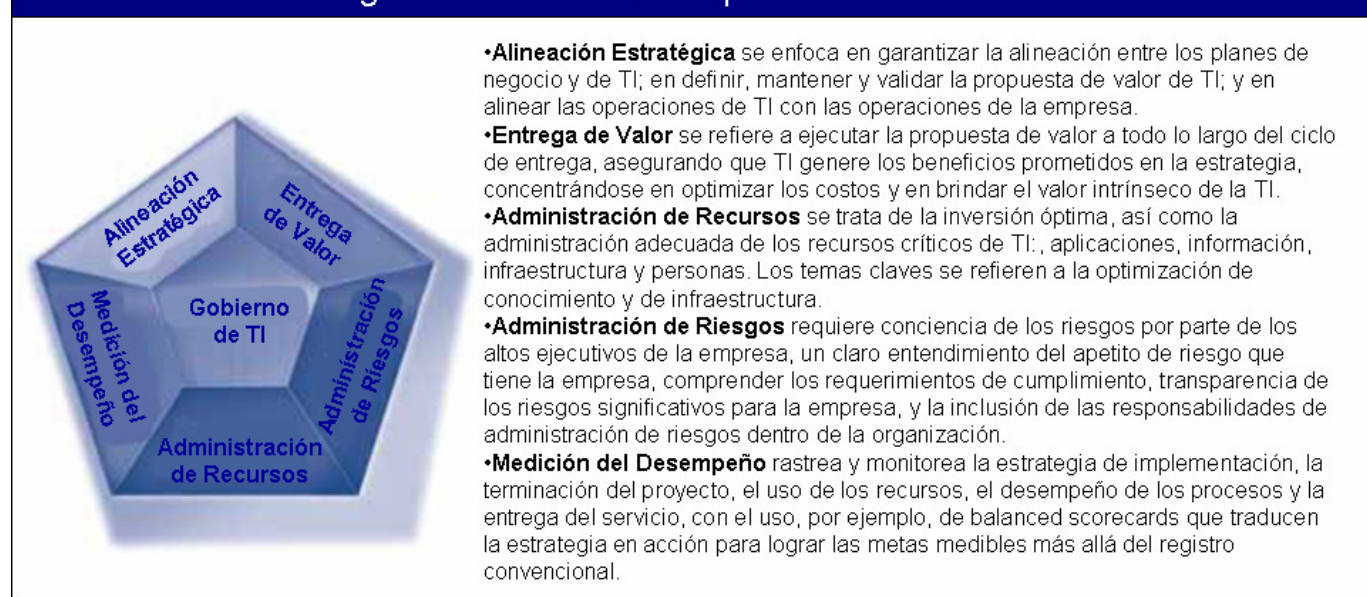 •Alineación Estratégica se enfoca en garantizar la alineación entre los planes de
negocio y de TI; en definir, mantener y validar la propuesta de valor de TI; y en
alinear las operaciones de TI con las operaciones de la empresa.
•Entrega de Valor se refiere a ejecutar la propuesta de valor a todo lo largo del ciclo
de entrega, asegurando que TI genere los beneficios prometidos en la estrategia,
concentrándose en optimizar los costos y en brindar el valor intrínseco de la TI.
•Administración de Recursos se trata de la inversión óptima, así como la
administración adecuada de los recursos críticos de TI:, aplicaciones, información,
infraestructura y personas. Los temas claves se refieren a la optimización de
conocimiento y de infraestructura.
•Administración de Riesgos requiere conciencia de los riesgos por parte de los
altos ejecutivos de la empresa, un claro entendimiento del apetito de riesgo que
tiene la empresa, comprender los requerimientos de cumplimiento, transparencia de
los riesgos significativos para la empresa, y la inclusión de las responsabilidades de
administración de riesgos dentro de la organización.
•Medición del Desempeño rastrea y monitorea la estrategia de implementación, la
terminación del proyecto, el uso de los recursos, el desempeño de los procesos y la
entrega del servicio, con el uso, por ejemplo, de balanced scorecards que traducen
la estrategia en acción para lograr las metas medibles más allá del registro
convencional.
Alineación
Estratégica
Entrega
de Valor
Medición del
Desempeño
Gobierno
de TI
Administración
de Riesgos
Administración
de Recursos